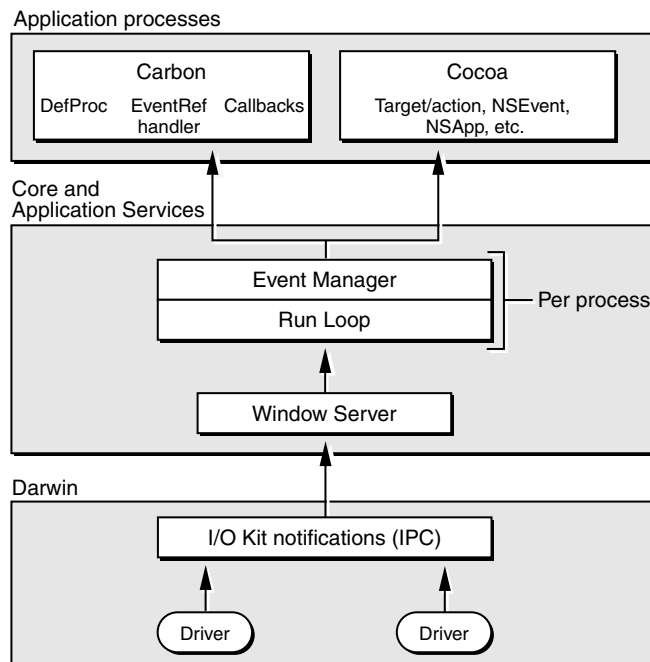 Application processes
Carbon
DefProc EventRef Callbacks
handler
Cocoa
Target/action, NSEvent,
NSApp, etc.
Core and
Application Services
Event Manager
Run Loop
Per process
Window Server
Darwin
I/O Kit notifications (IPC)
Driver
Driver